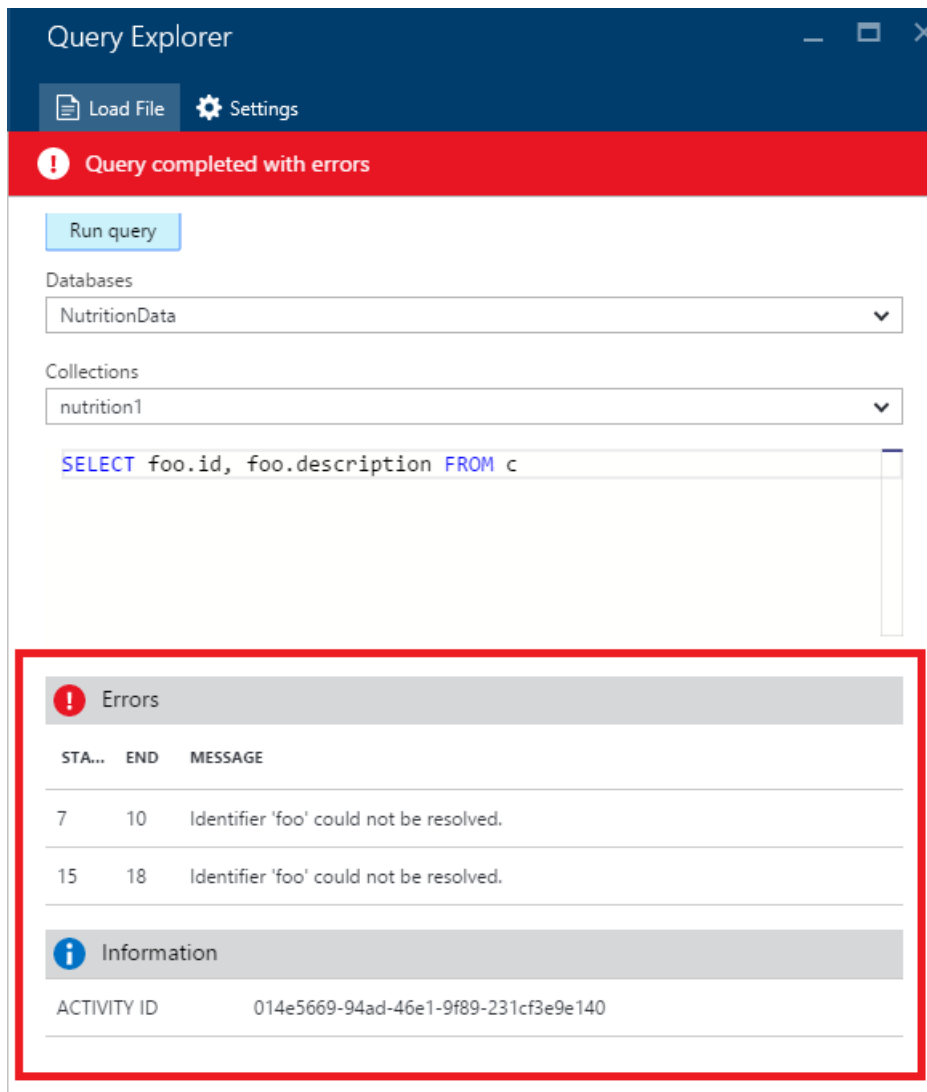 Query Explorer
Load File Settings
Query completed with errors
Run query
Databases
NutritionData
Collections
nutrition1
SELECT foo.id, foo.description FROM c
Errors
STA... END MESSAGE
7 10 Identifier 'foo' could not be resolved.
15 18 Identifier 'foo' could not be resolved.
Information
ACTIVITY ID 014e5669-94ad-46e1-9f89-231cf3e9e140